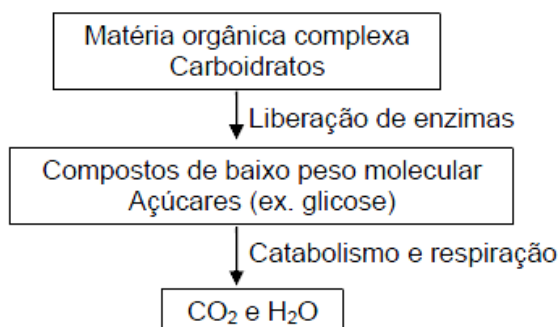 Matéria orgânica complexa
Carboidratos
Liberação de enzimas
Compostos de baixo peso molecular
Açúcares (ex. glicose)
Catabolismo e respiração
CO₂ e H₂O